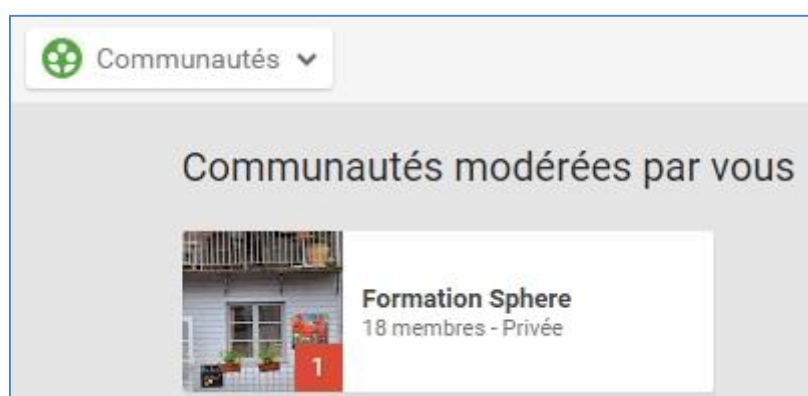 Communautés
Communautés modérées par vous
Formation Sphere
18 membres - Privée
1